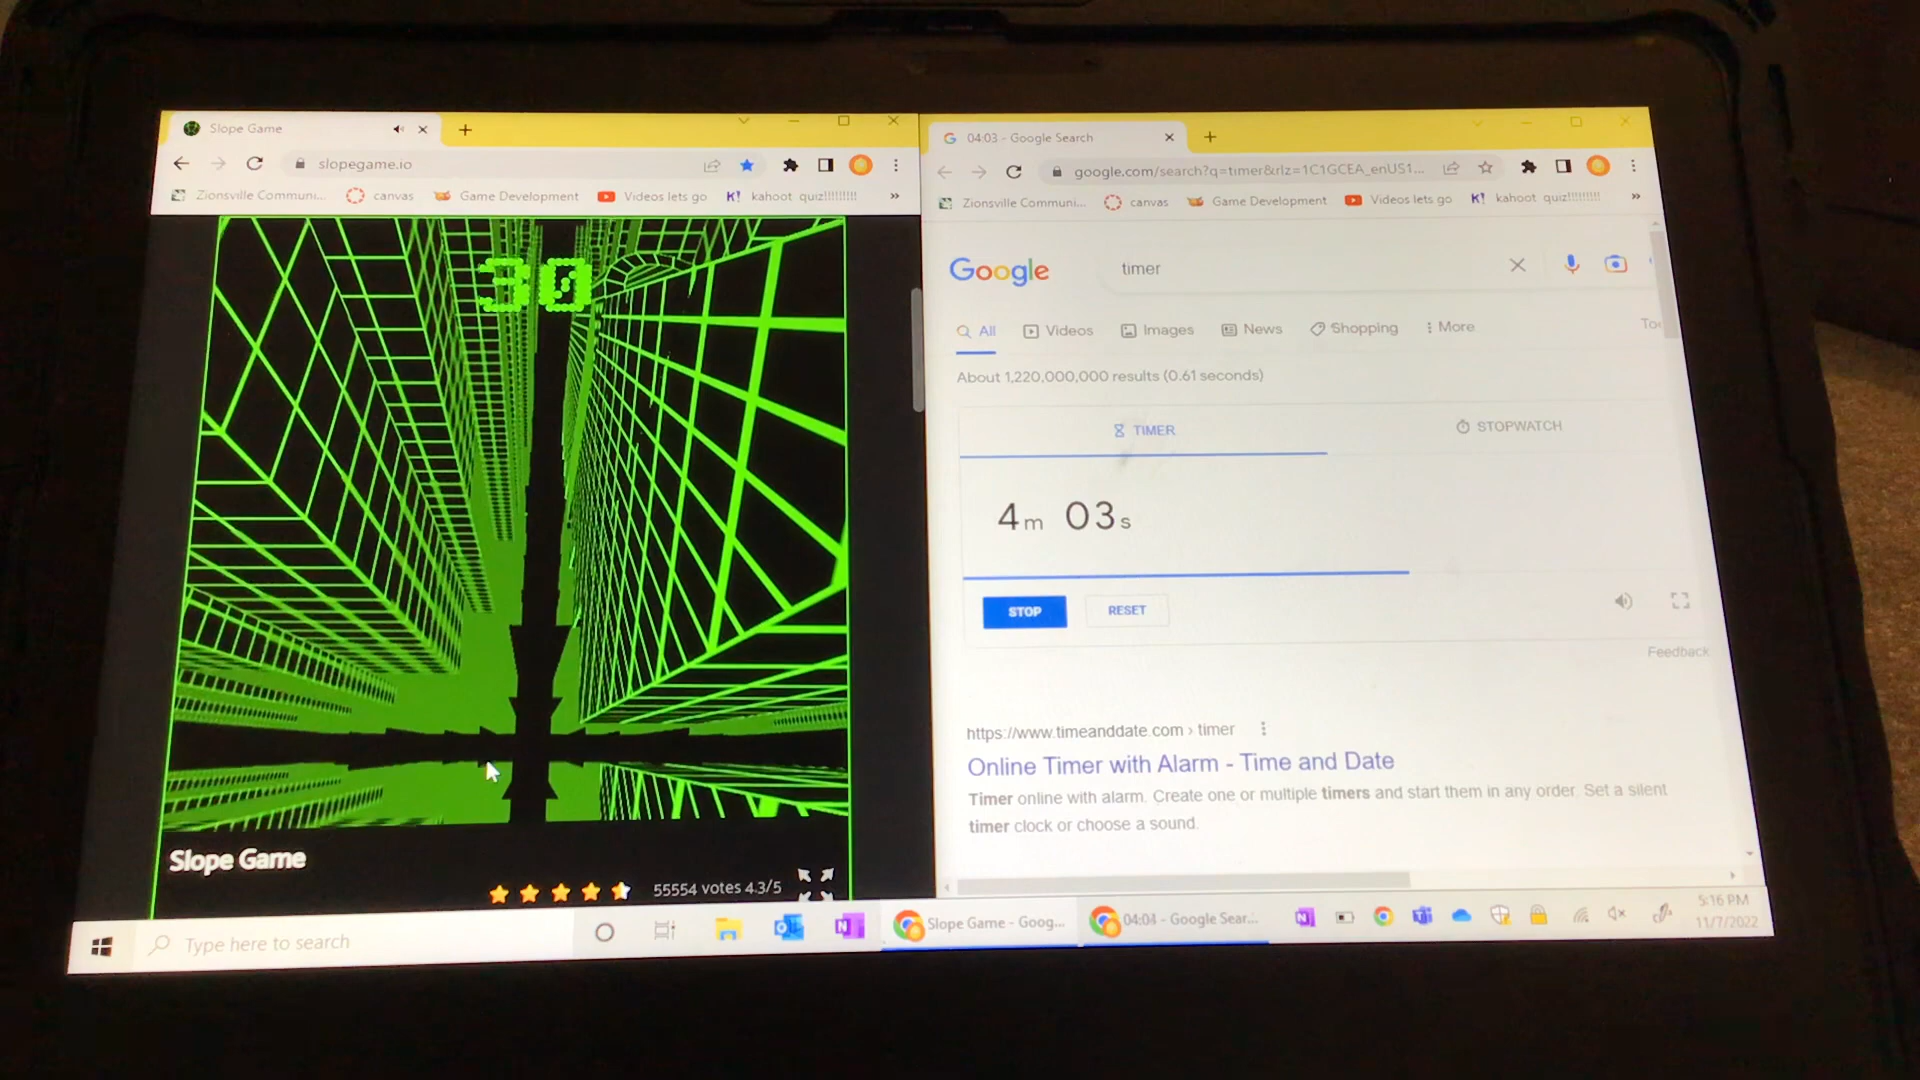 Slope Game
slopegame.io
Zionsville Communi...
canvas
Game Development
Videos lets go
K! kahoot quiz!!!!!!!!!
»
30
Slope Game
55554 votes 4.3/5
04:03 - Google Search
google.com/search?q=timer&rlz=1C1GCEA_enUS1...
Zionsville Communi...
canvas
Game Development
Videos lets go
K! kahoot quiz!!!!!!!!!
»
Google
timer
All
Videos
Images
News
Shopping
More
About 1,220,000,000 results (0.61 seconds)
TIMER
STOPWATCH
4m 03s
STOP
RESET
Feedback
https://www.timeanddate.com › timer
Online Timer with Alarm - Time and Date
Timer online with alarm. Create one or multiple timers and start them in any order. Set a silent
timer clock or choose a sound.
Type here to search
Slope Game - Goog...
04:04 - Google Sear...
5:16 PM
11/7/2022